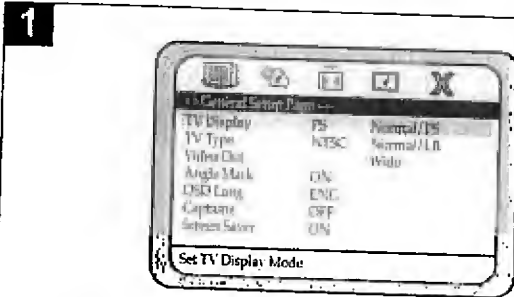 1
-- General Setup Page --
TV Display PS Normal/PS
TV Type NTSC Normal/LB
Video Out Wide
Angle Mark ON
OSD Lang ENG
Captions OFF
Screen Saver ON
Set TV Display Mode